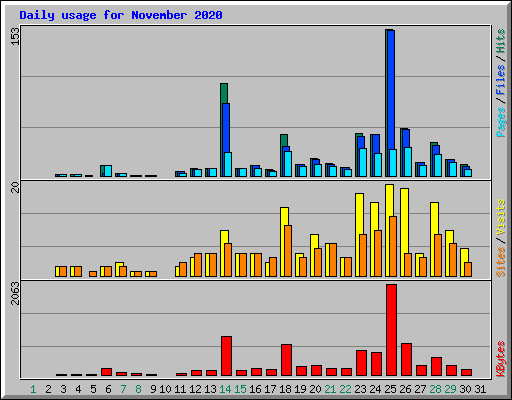 Daily usage for November 2020
153
Pages/Files/Hits
20
Sites/Visits
2063
KBytes
1 2 3 4 5 6 7 8 9 10 11 12 13 14 15 16 17 18 19 20 21 22 23 24 25 26 27 28 29 30 31